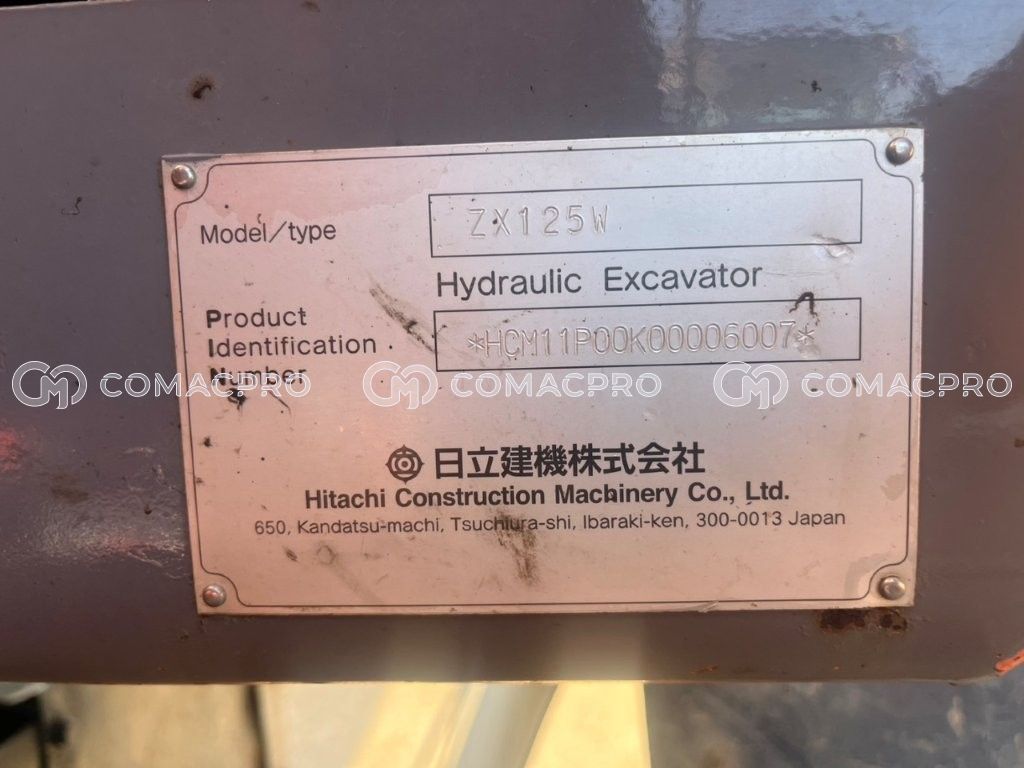 Model/type
ZX125W
Hydraulic Excavator
Product
Identification
Number
*HCM11P00K00006007*
COMACPRO COMACPRO COMACPRO
日立建機株式会社
Hitachi Construction Machinery Co., Ltd.
650, Kandatsu-machi, Tsuchiura-shi, Ibaraki-ken, 300-0013 Japan